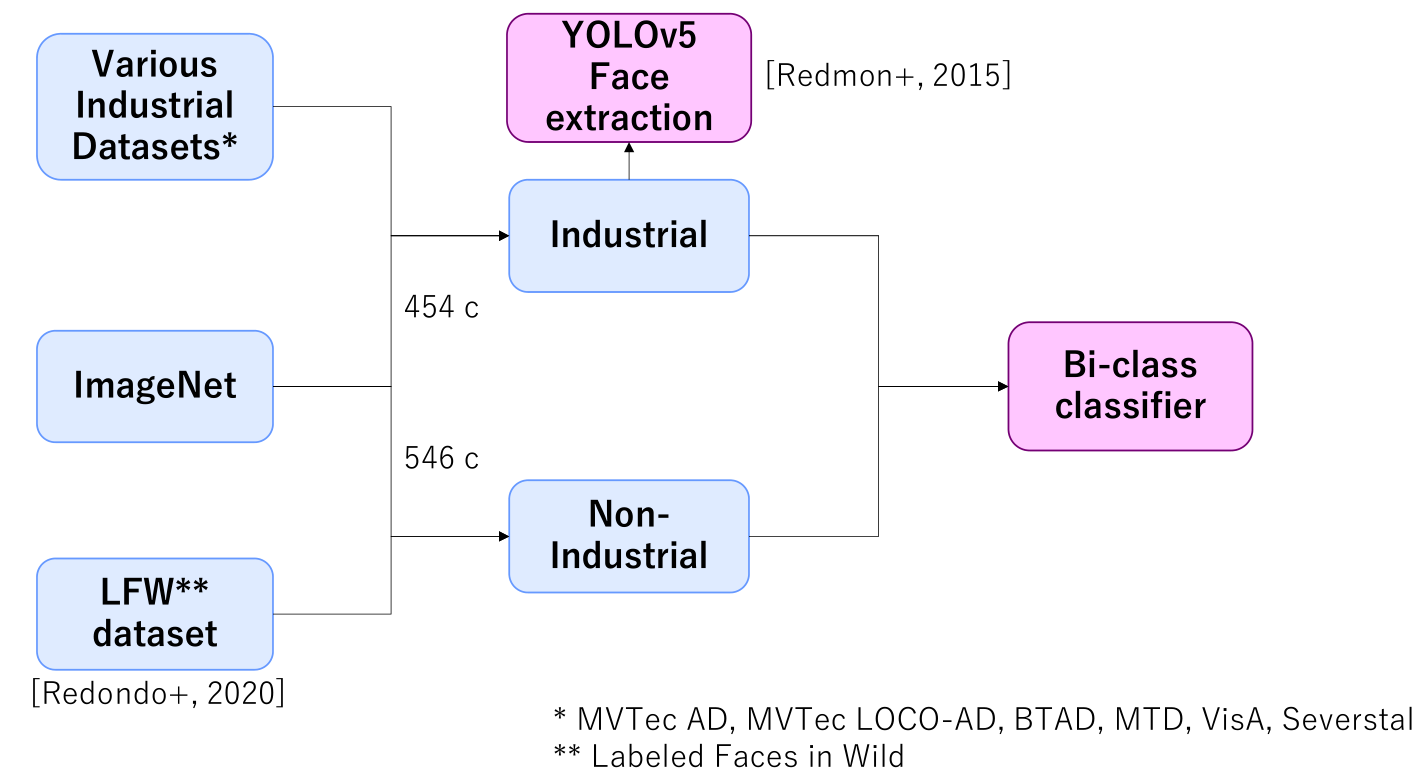 Various
Industrial
Datasets*
YOLOv5
Face
extraction
[Redmon+, 2015]
Industrial
454 c
ImageNet
Bi-class
classifier
546 c
Non-
Industrial
LFW**
dataset
[Redondo+, 2020]
* MVTec AD, MVTec LOCO-AD, BTAD, MTD, VisA, Severstal
** Labeled Faces in Wild